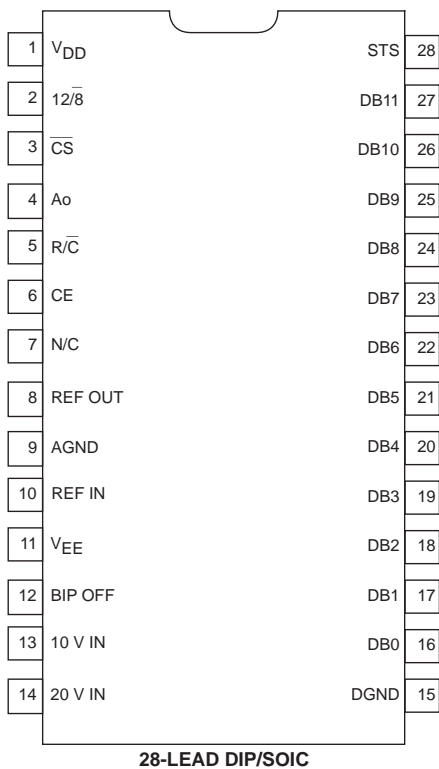 1 VDD
2 12/8̅
3 C̅S̅
4 Ao
5 R/C̅
6 CE
7 N/C
8 REF OUT
9 AGND
10 REF IN
11 VEE
12 BIP OFF
13 10 V IN
14 20 V IN
STS 28
DB11 27
DB10 26
DB9 25
DB8 24
DB7 23
DB6 22
DB5 21
DB4 20
DB3 19
DB2 18
DB1 17
DB0 16
DGND 15
28-LEAD DIP/SOIC